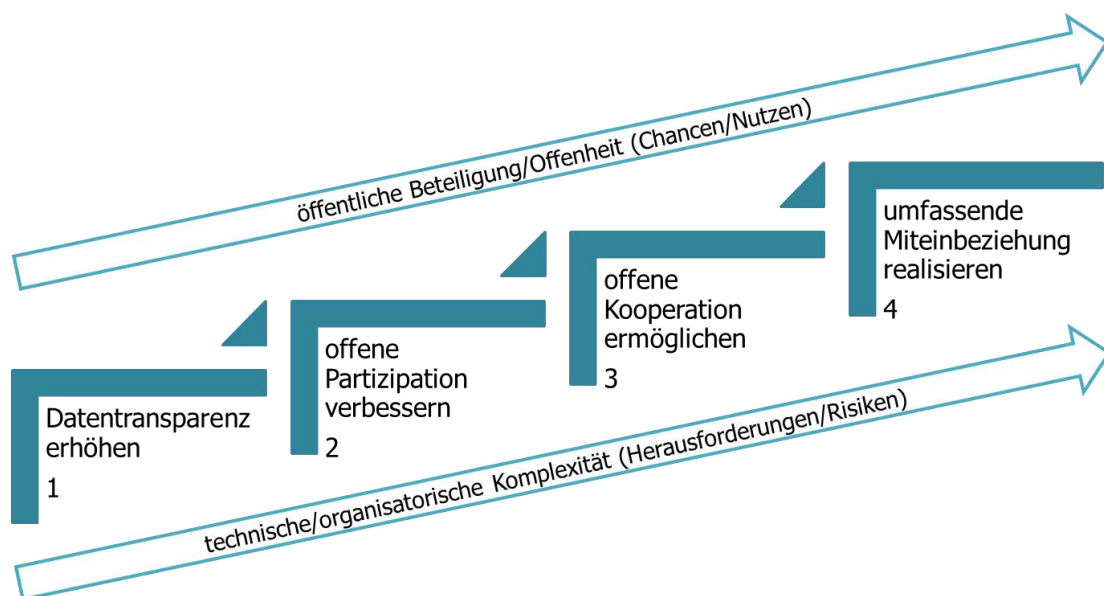 öffentliche Beteiligung/Offenheit (Chancen/Nutzen)
Datentransparenz
erhöhen
1
offene
Partizipation
verbessern
2
offene
Kooperation
ermöglichen
3
umfassende
Miteinbeziehung
realisieren
4
technische/organisatorische Komplexität (Herausforderungen/Risiken)